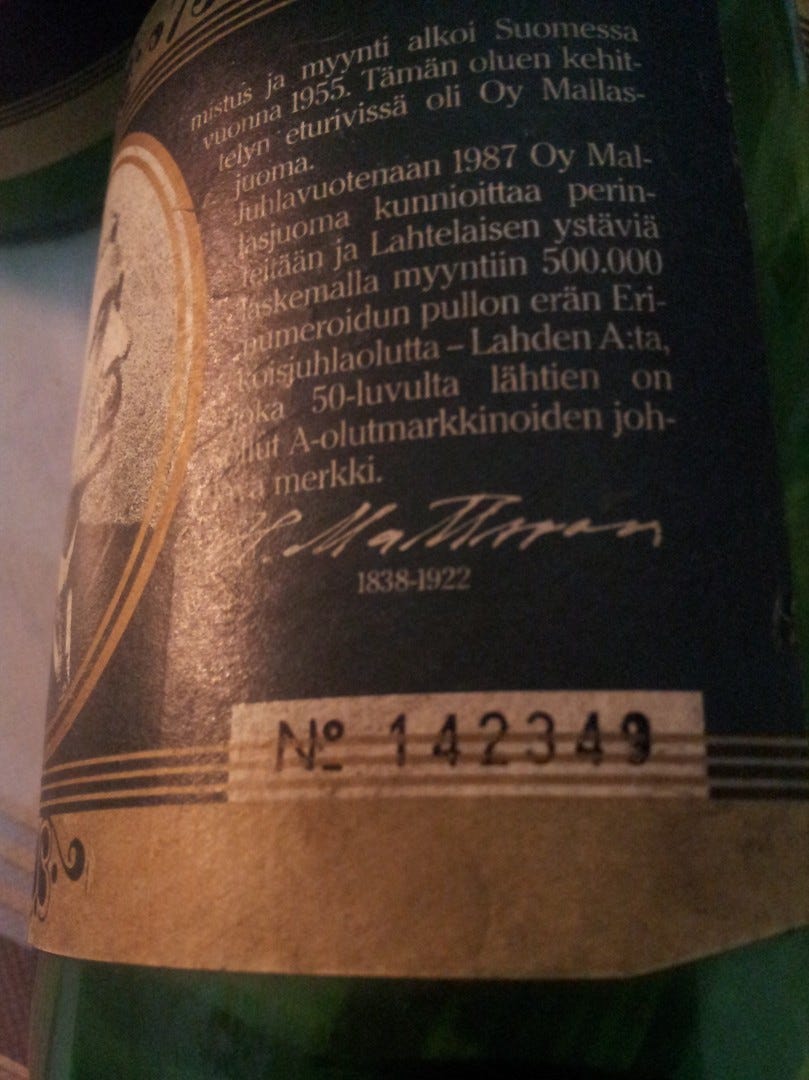 mistus ja myynti alkoi Suomessa
vuonna 1955. Tämän oluen kehit-
telyn eturivissä oli Oy Mallas-
juoma.
Juhlavuotenaan 1987 Oy Mal-
lasjuoma kunnioittaa perin-
teitään ja Lahtelaisen ystäviä
laskemalla myyntiin 500.000
numeroidun pullon erän Eri-
koisjuhlaolutta – Lahden A:ta,
joka 50-luvulta lähtien on
ollut A-olutmarkkinoiden joh-
tava merkki.
H. Mattsson
1838-1922
Nº 142349